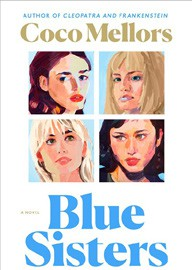 AUTHOR OF CLEOPATRA AND FRANKENSTEIN
Coco Mellors
A NOVEL
Blue
Sisters